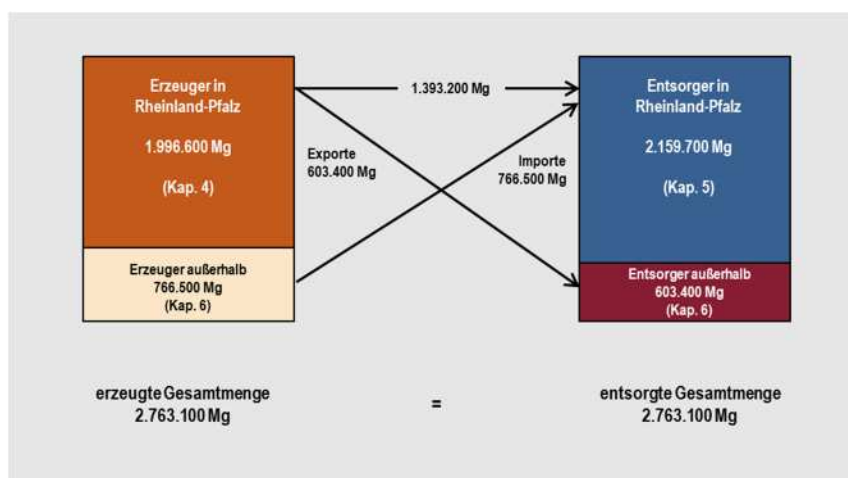 Erzeuger in
Rheinland-Pfalz
1.996.600 Mg
(Kap. 4)
Erzeuger außerhalb
766.500 Mg
(Kap. 6)
1.393.200 Mg
Exporte
603.400 Mg
Importe
766.500 Mg
Entsorger in
Rheinland-Pfalz
2.159.700 Mg
(Kap. 5)
Entsorger außerhalb
603.400 Mg
(Kap. 6)
erzeugte Gesamtmenge
2.763.100 Mg
=
entsorgte Gesamtmenge
2.763.100 Mg